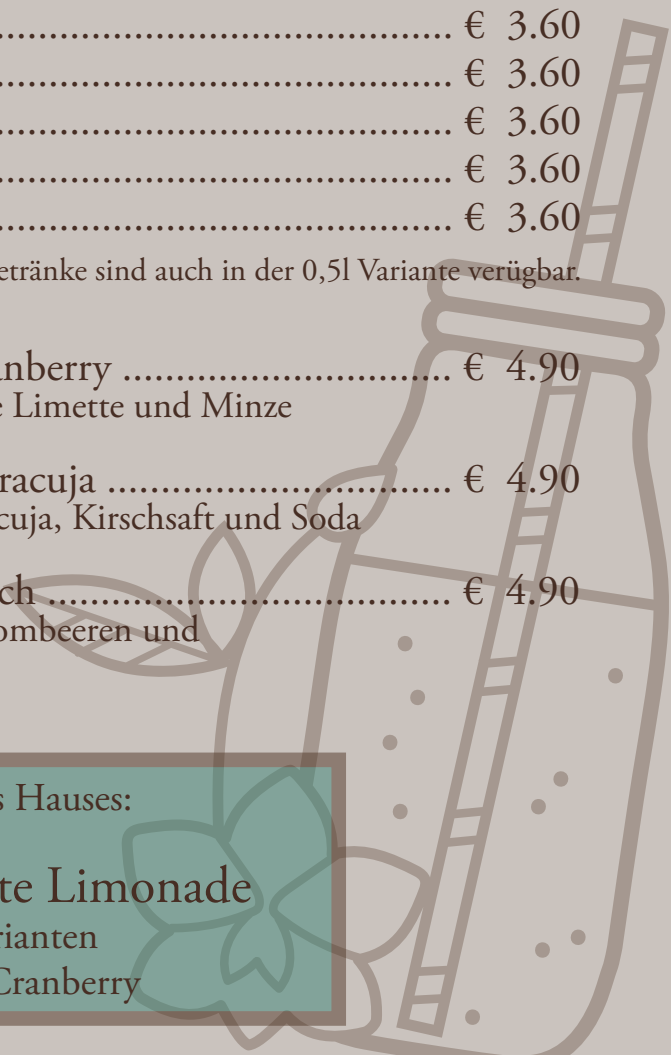 ........................................ € 3.60
........................................ € 3.60
........................................ € 3.60
........................................ € 3.60
........................................ € 3.60
etränke sind auch in der 0,5l Variante verügbar.
anberry ............................. € 4.90
e Limette und Minze
racuja .............................. € 4.90
cuja, Kirschsaft und Soda
ch ................................... € 4.90
ombeeren und
s Hauses:
te Limonade
rianten
Cranberry